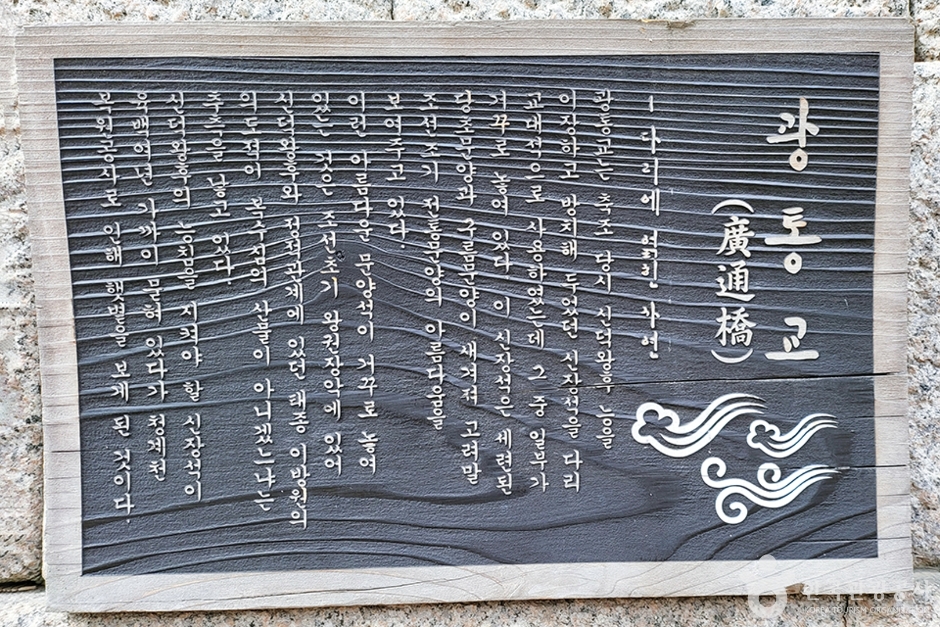 광통교
(廣通橋)
- 다리에 얽힌 사연
광통교는 축조 당시 신덕왕후 능을
이장하고 방치해 두었던 신장석을 다리
교대석으로 사용하였는데 그 중 일부가
거꾸로 놓여 있다 이 신장석은 세련된
당초문양과 구름문양이 새겨져 고려말
조선초기 전통문양의 아름다움을
보여주고 있다.
이런 아름다운 문양석이 거꾸로 놓여
있는 것은 조선초기 왕권장악에 있어
신덕왕후와 정적관계에 있던 태종 이방원의
의도적이 복수심의 산물이 아니겠느냐는
추측을 낳고 있다.
신덕왕후의 능침을 지켜야 할 신장석이
육백여년 가까이 묻혀 있다가 청계천
복원공사로 인해 햇볕을 보게 된 것이다.
한국관광공사
KOREA TOURISM ORGANIZATION